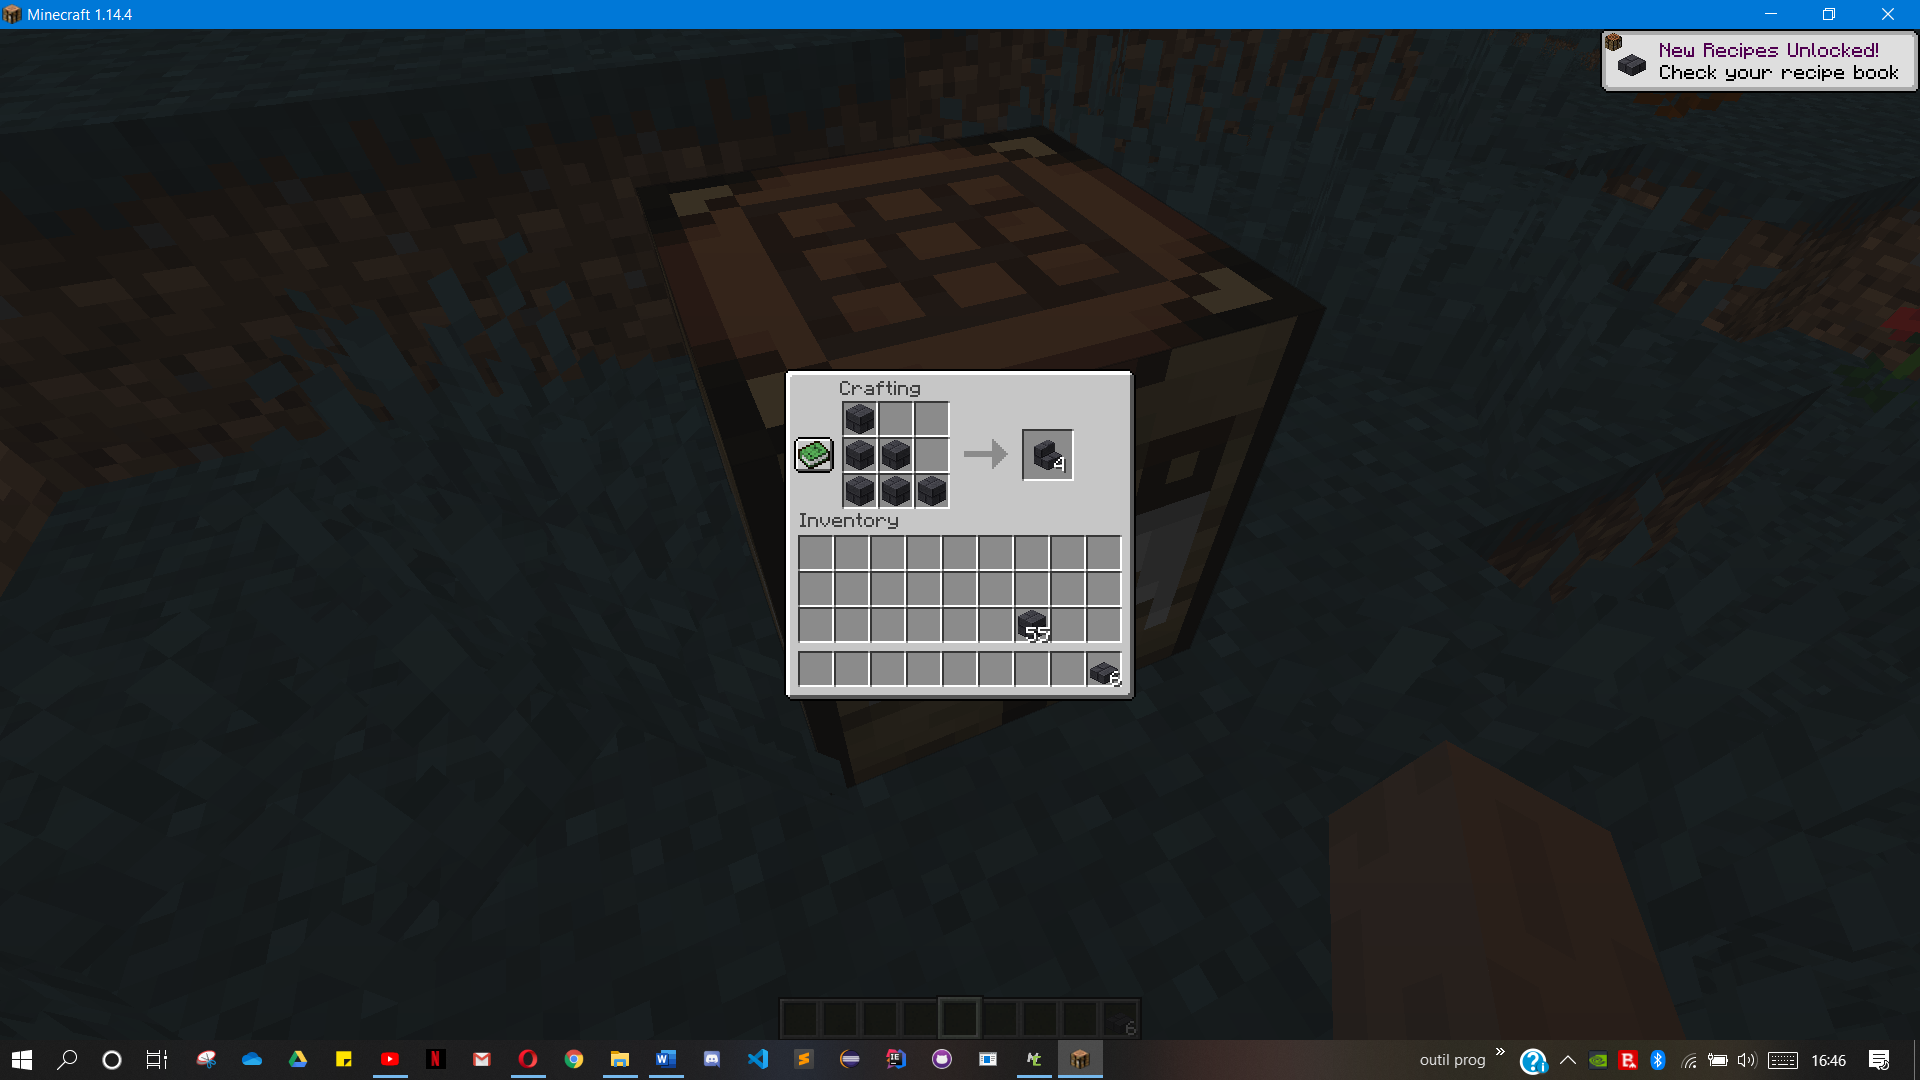 Minecraft 1.14.4
New Recipes Unlocked!
Check your recipe book
Crafting
4
Inventory
55
6
6
outil prog
16:46